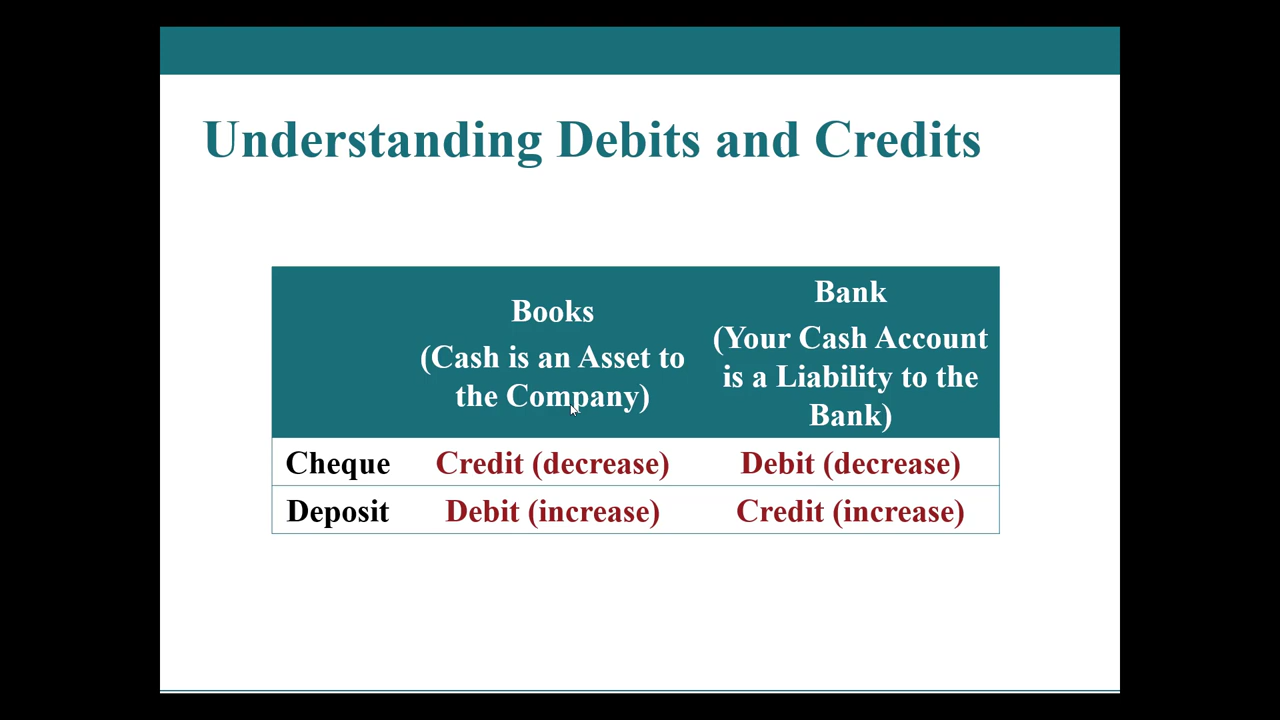 Understanding Debits and Credits
Books
(Cash is an Asset to
the Company)
Bank
(Your Cash Account
is a Liability to the
Bank)
Cheque Credit (decrease) Debit (decrease)
Deposit Debit (increase) Credit (increase)